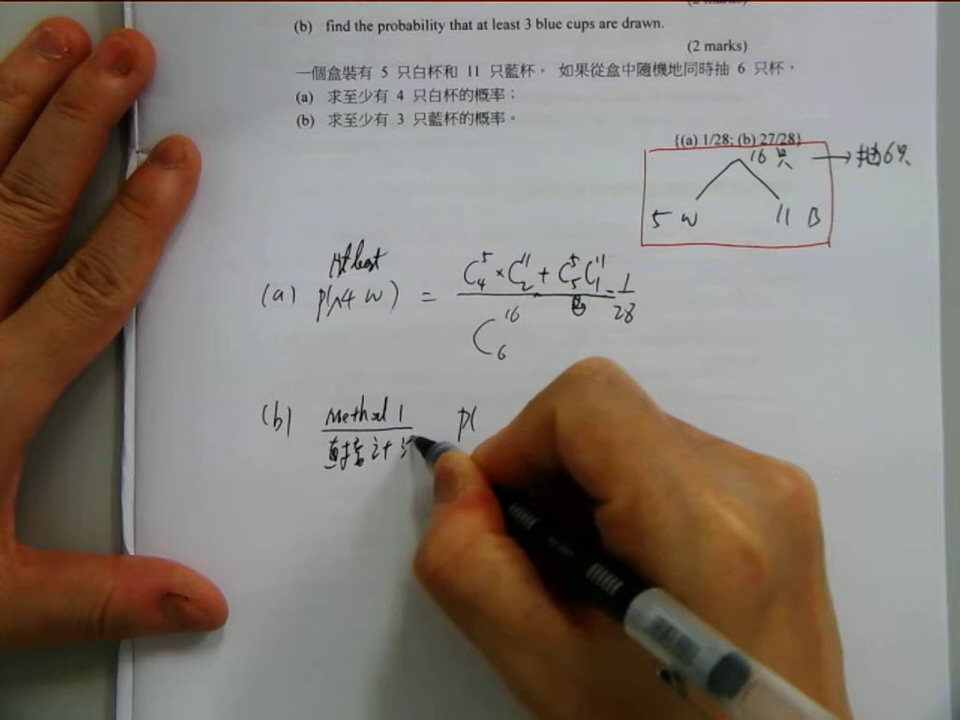 (b) find the probability that at least 3 blue cups are drawn.
(2 marks)
一個盒裝有 5 只白杯和 11 只藍杯。 如果從盒中隨機地同時抽 6 只杯，
(a) 求至少有 4 只白杯的概率；
(b) 求至少有 3 只藍杯的概率。
{(a) 1/28; (b) 27/28}
16 只 → 抽6只
5 W 11 B
At least
(a) P(4 W) = (C⁵₄ × C¹¹₂ + C⁵₅ C¹¹₁) / C¹⁶₆ = 1/28
(b) Method 1 P(
直接計